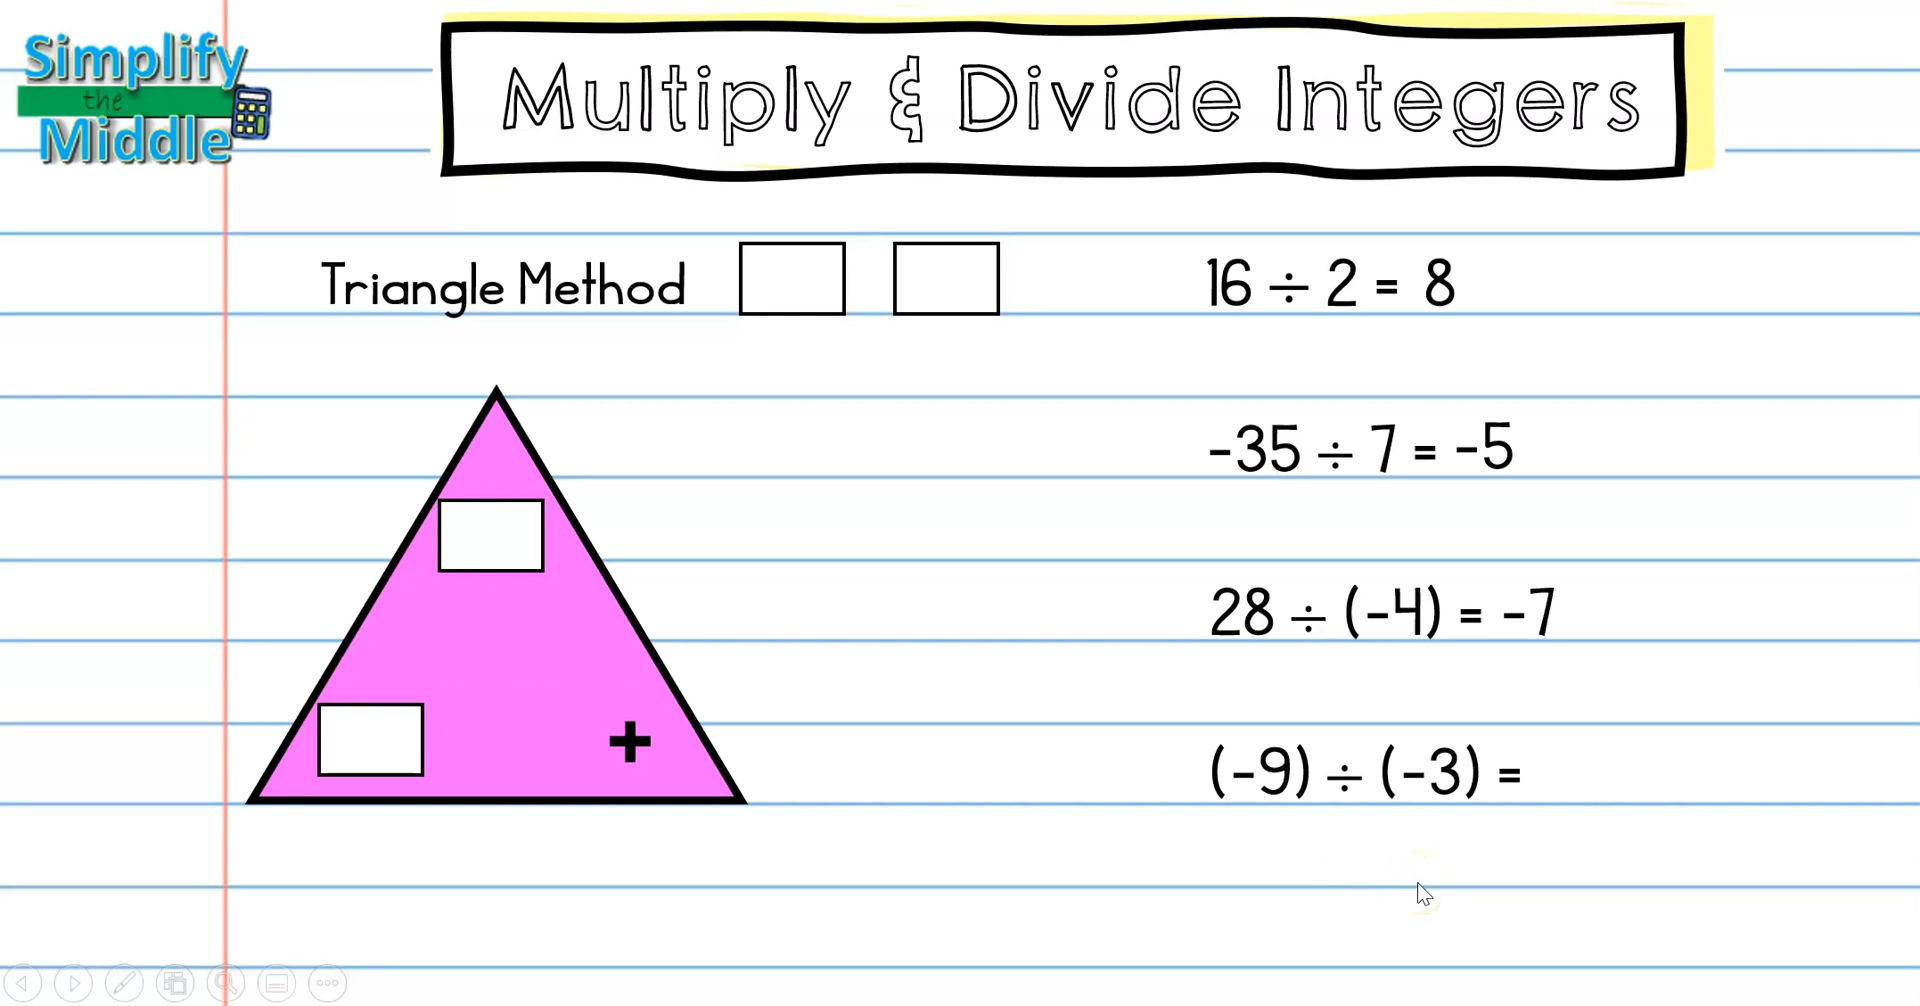 Simplify
the
Middle
Multiply & Divide Integers
Triangle Method
16 ÷ 2 = 8
-35 ÷ 7 = -5
28 ÷ (-4) = -7
+
(-9) ÷ (-3) =